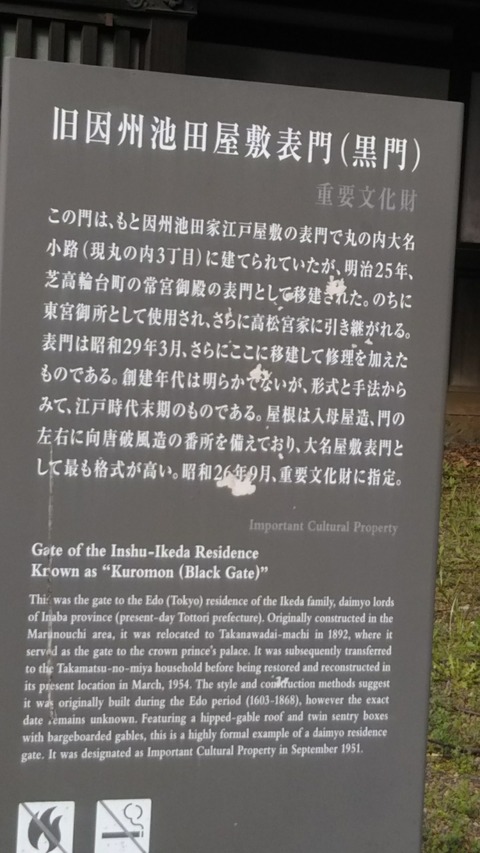 旧因州池田屋敷表門(黒門)
重要文化財
この門は、もと因州池田家江戸屋敷の表門で丸の内大名
小路(現丸の内3丁目)に建てられていたが、明治25年、
芝高輪台町の常宮御殿の表門として移建された。のちに
東宮御所として使用され、さらに高松宮家に引き継がれる。
表門は昭和29年3月、さらにここに移建して修理を加えた
ものである。創建年代は明らかでないが、形式と手法から
みて、江戸時代末期のものである。屋根は入母屋造、門の
左右に向唐破風造の番所を備えており、大名屋敷表門と
して最も格式が高い。昭和26年9月、重要文化財に指定。
Important Cultural Property
Gate of the Inshu-Ikeda Residence
Known as “Kuromon (Black Gate)”
This was the gate to the Edo (Tokyo) residence of the Ikeda family, daimyo lords
of Inaba province (present-day Tottori prefecture). Originally constructed in the
Marunouchi area, it was relocated to Takanawadai-machi in 1892, where it
served as the gate to the crown prince's palace. It was subsequently transferred
to the Takamatsu-no-miya household before being restored and reconstructed in
its present location in March, 1954. The style and construction methods suggest
it was originally built during the Edo period (1603-1868), however the exact
date remains unknown. Featuring a hipped-gable roof and twin sentry boxes
with bargeboarded gables, this is a highly formal example of a daimyo residence
gate. It was designated as Important Cultural Property in September 1951.